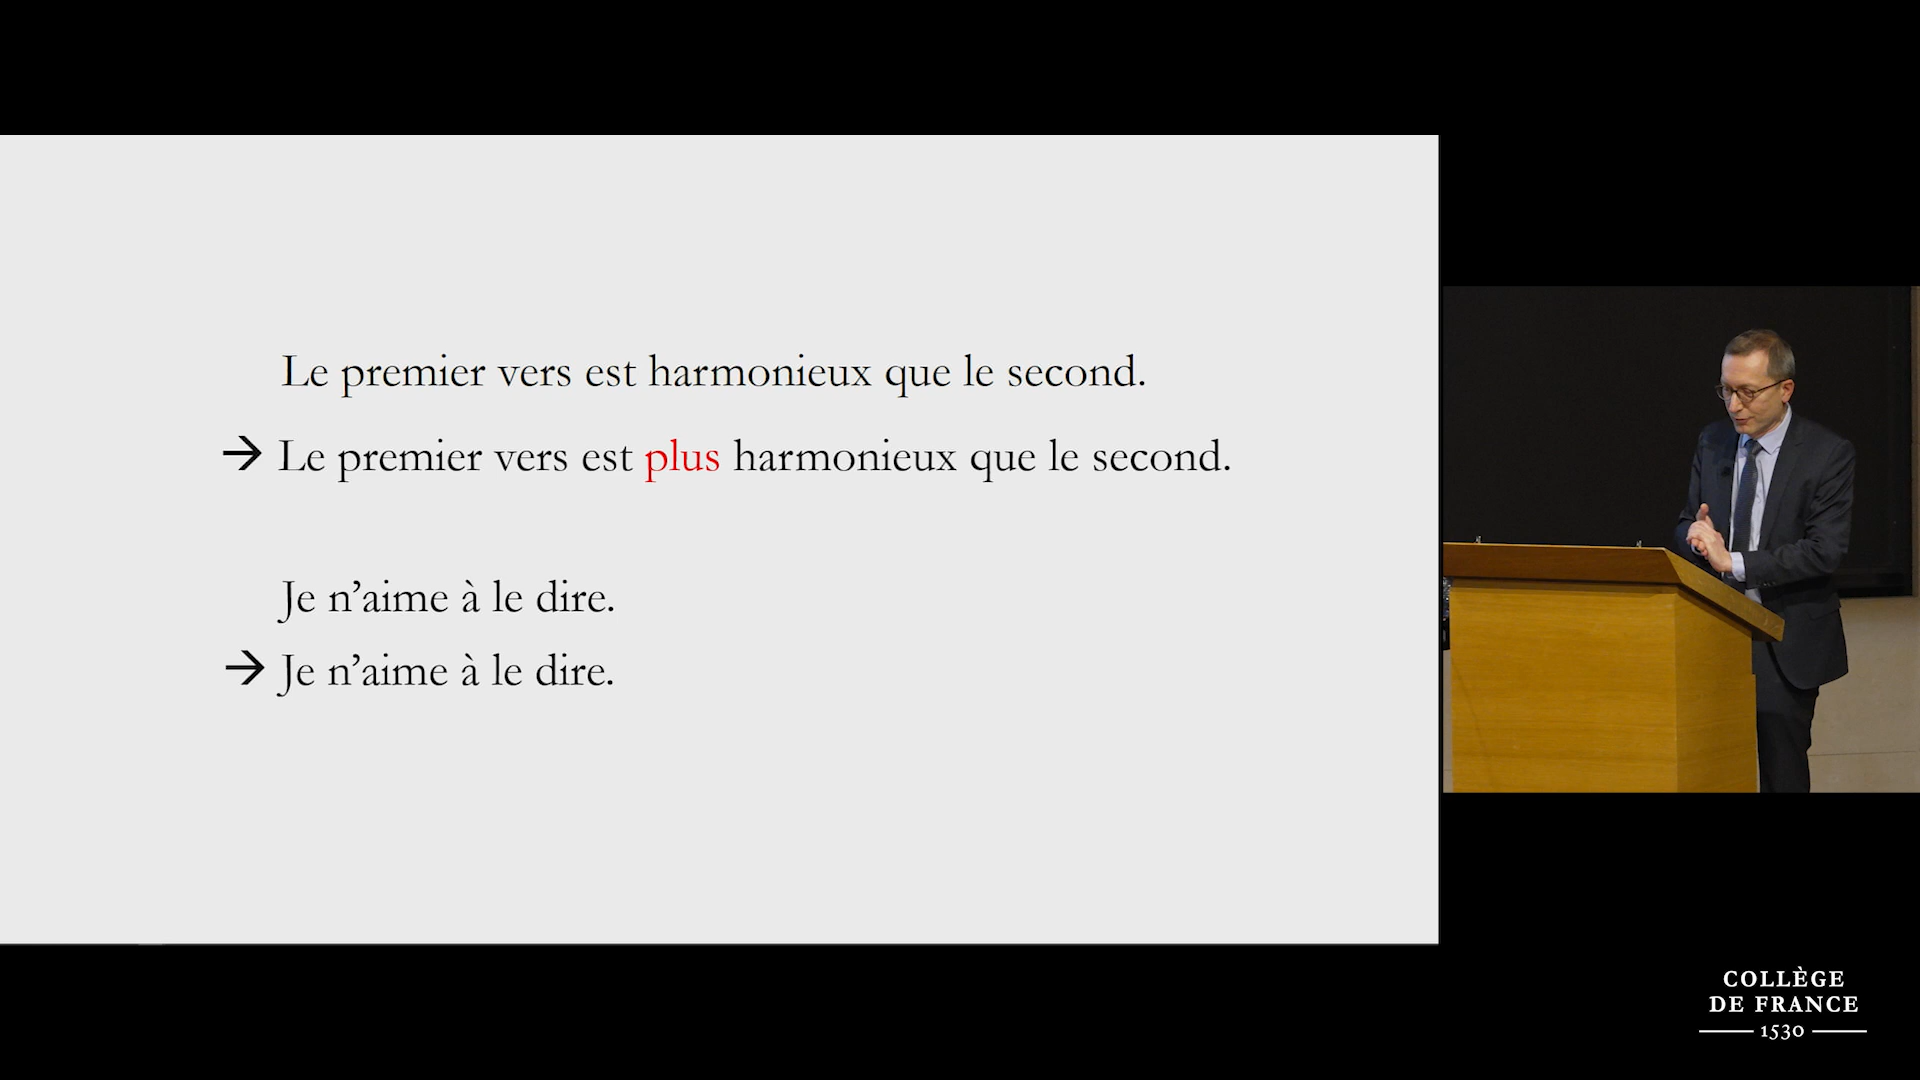 Le premier vers est harmonieux que le second.
→ Le premier vers est plus harmonieux que le second.
Je n’aime à le dire.
→ Je n’aime à le dire.
COLLÈGE
DE FRANCE
1530